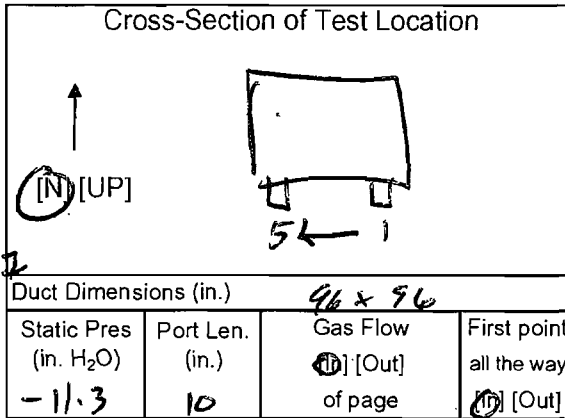 Cross-Section of Test Location
[N] [UP]
5 ← 1
Duct Dimensions (in.) 96 x 96
Static Pres Port Len. Gas Flow First point
(in. H₂O) (in.) [In] [Out] all the way
-11.3 10 of page [In] [Out]